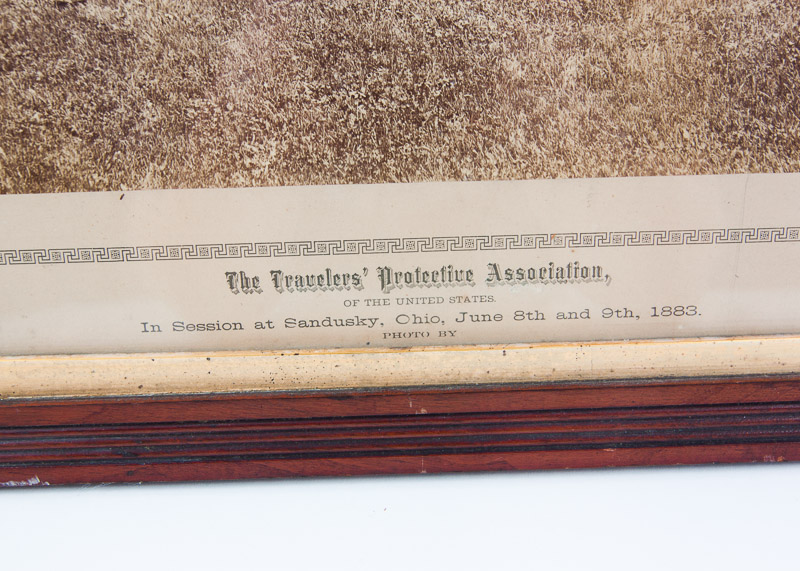 The Travelers' Protective Association,
OF THE UNITED STATES.
In Session at Sandusky, Ohio, June 8th and 9th, 1883.
PHOTO BY